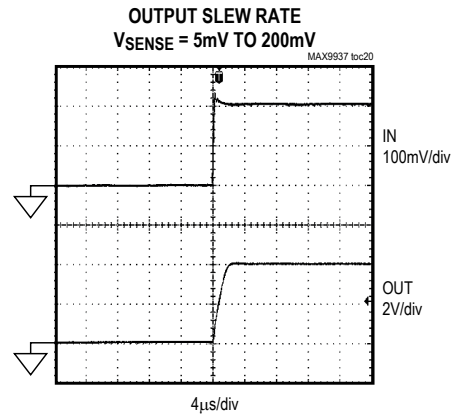 OUTPUT SLEW RATE
VSENSE = 5mV TO 200mV
MAX9937 toc20
IN
100mV/div
OUT
2V/div
4μs/div